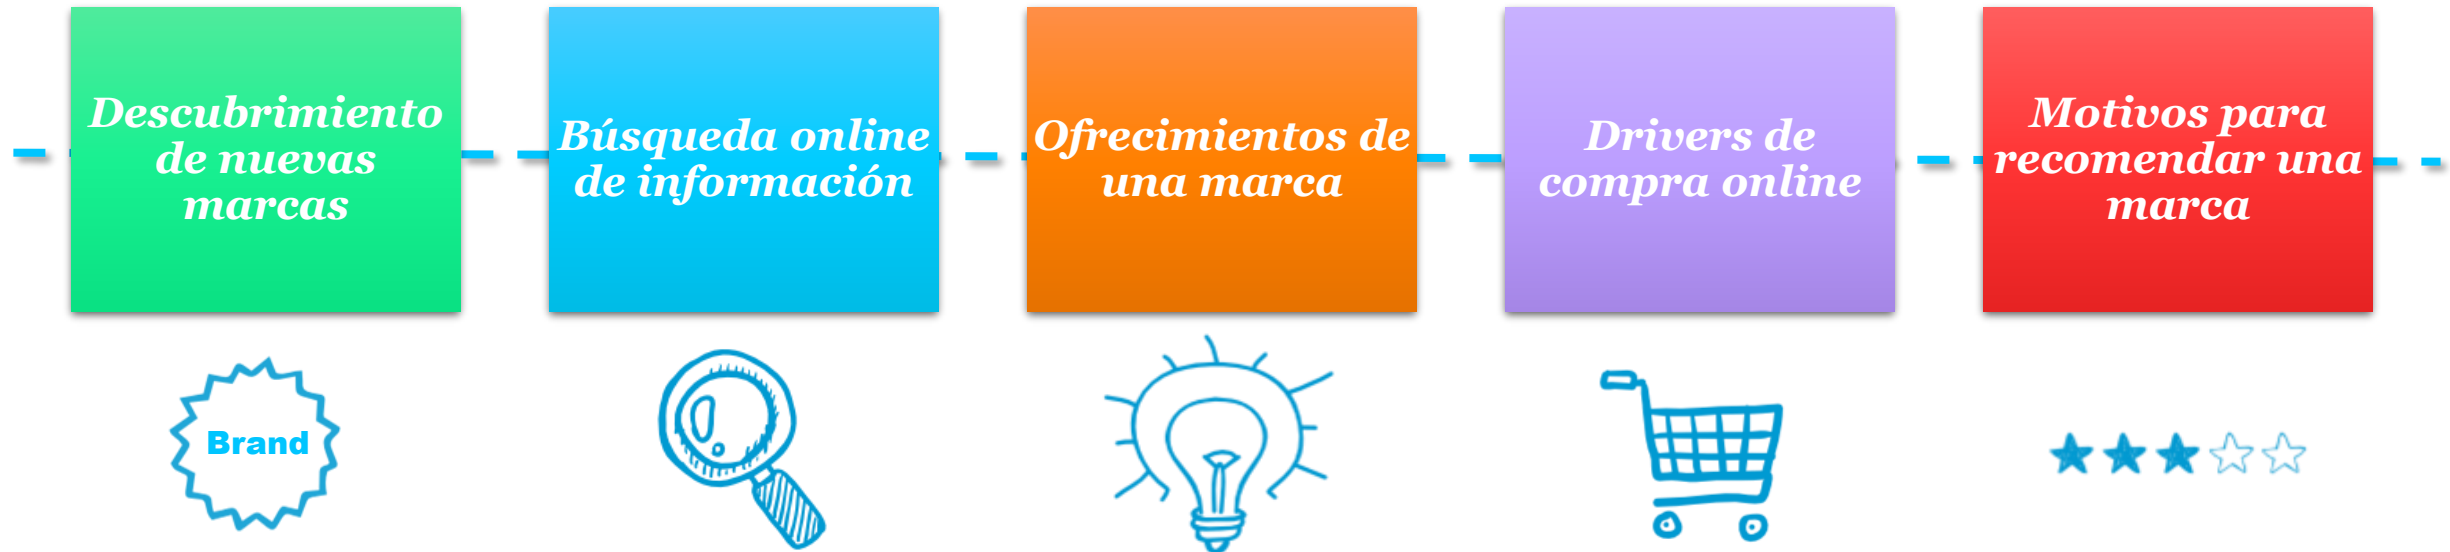 Descubrimiento
de nuevas
marcas
Búsqueda online
de información
Ofrecimientos de
una marca
Drivers de
compra online
Motivos para
recomendar una
marca
Brand